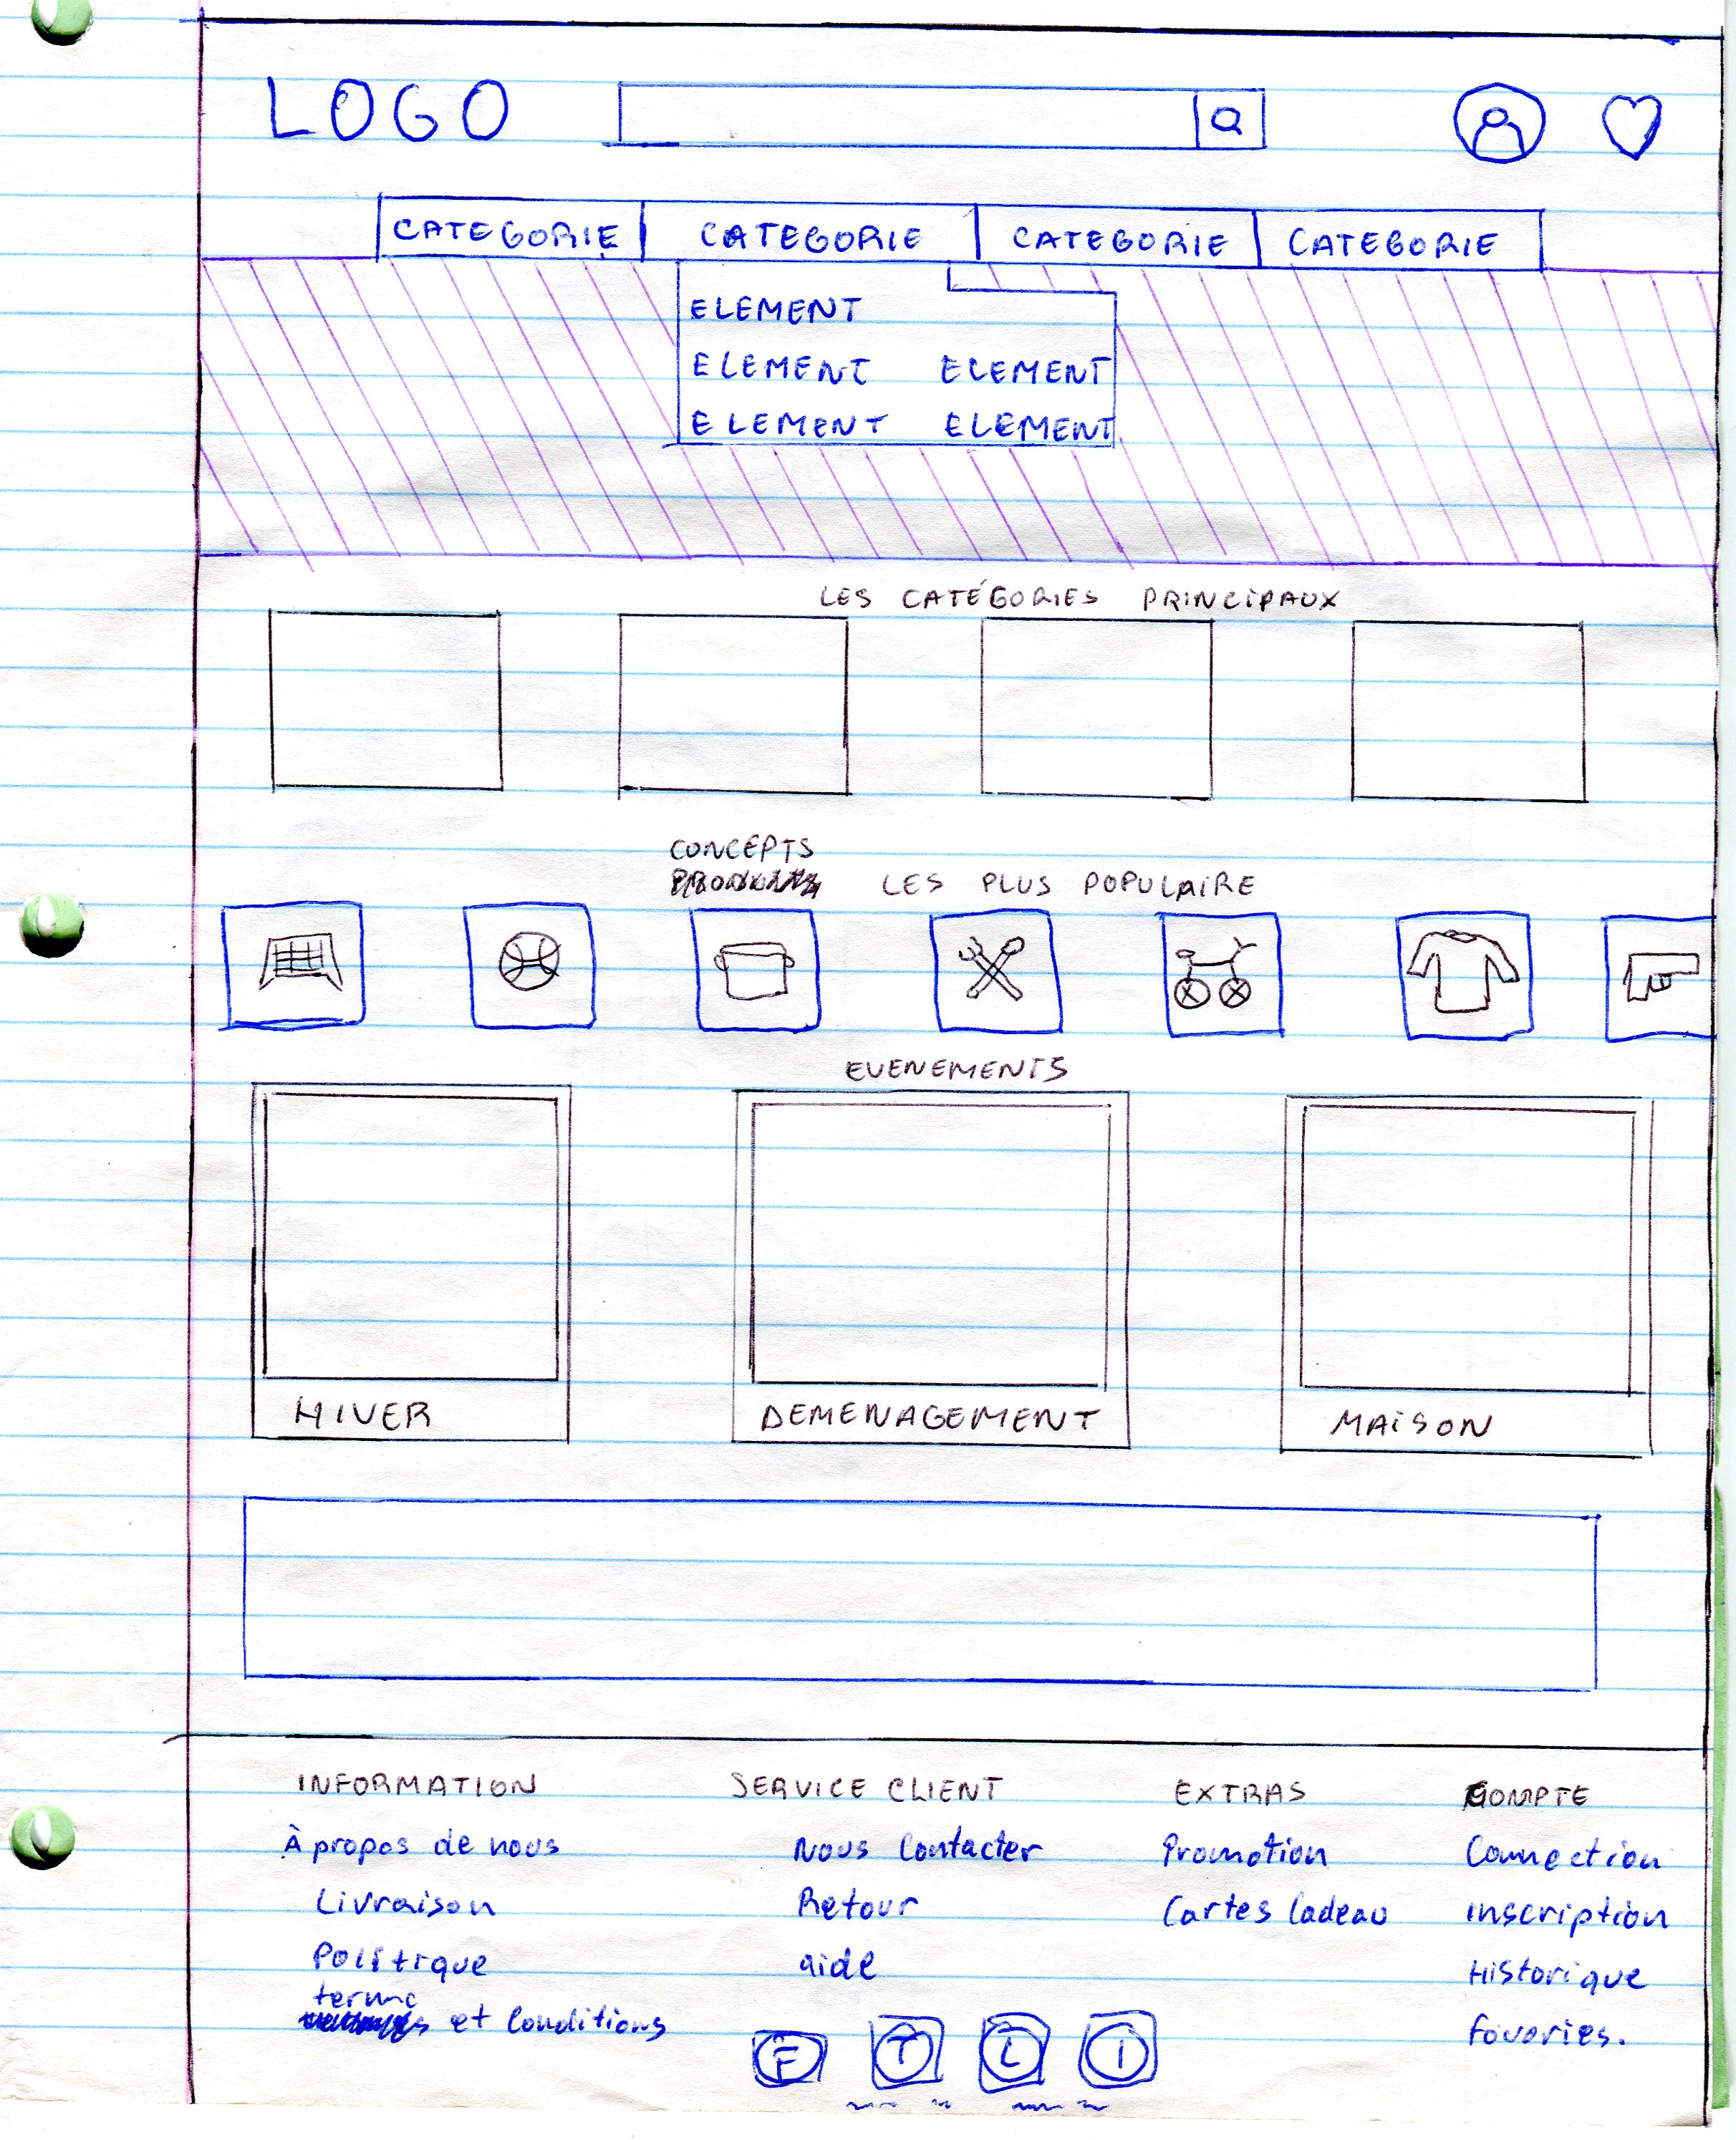 LOGO
CATEGORIE CATEGORIE CATEGORIE CATEGORIE
ELEMENT
ELEMENT ELEMENT
ELEMENT ELEMENT
LES CATÉGORIES PRINCIPAUX
CONCEPTS
LES PLUS POPULAIRE
EVENEMENTS
HIVER DEMENAGEMENT MAISON
INFORMATION SERVICE CLIENT EXTRAS COMPTE
À propos de nous Nous Contacter Promotion Connection
Livraison Retour Cartes Cadeau inscription
Politique aide Historique
terme
et Conditions favories.
F T L I